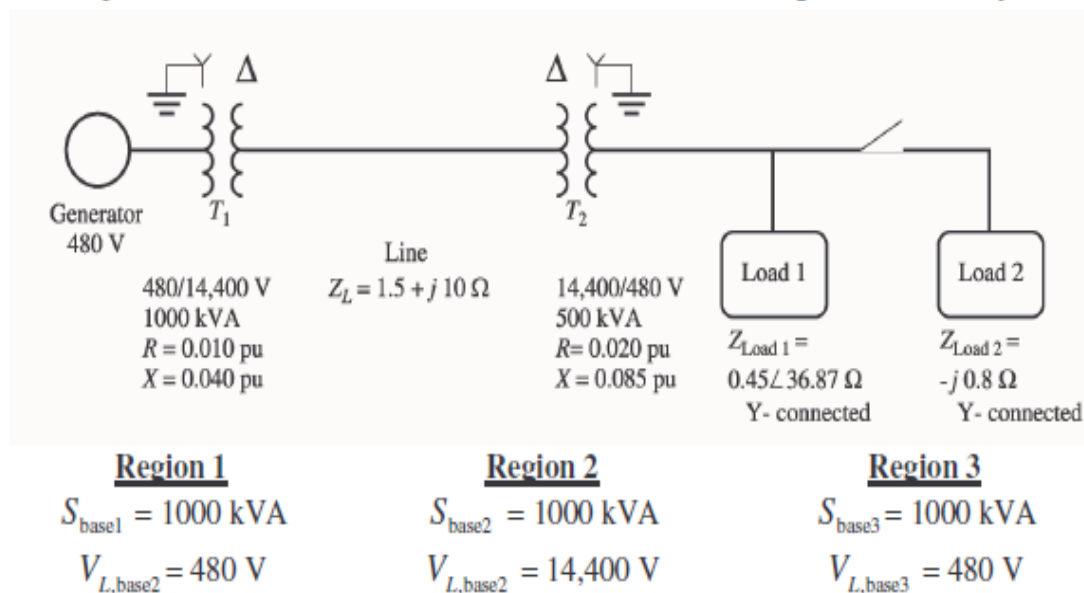 Δ Δ
Generator
480 V
T₁
T₂
Line
Z_L = 1.5 + j 10 Ω
480/14,400 V
1000 kVA
R = 0.010 pu
X = 0.040 pu
14,400/480 V
500 kVA
R= 0.020 pu
X = 0.085 pu
Load 1
Load 2
Z_Load 1 =
0.45∠36.87 Ω
Y- connected
Z_Load 2 =
-j 0.8 Ω
Y- connected
Region 1
S_base1 = 1000 kVA
V_L,base2 = 480 V
Region 2
S_base2 = 1000 kVA
V_L,base2 = 14,400 V
Region 3
S_base3 = 1000 kVA
V_L,base3 = 480 V